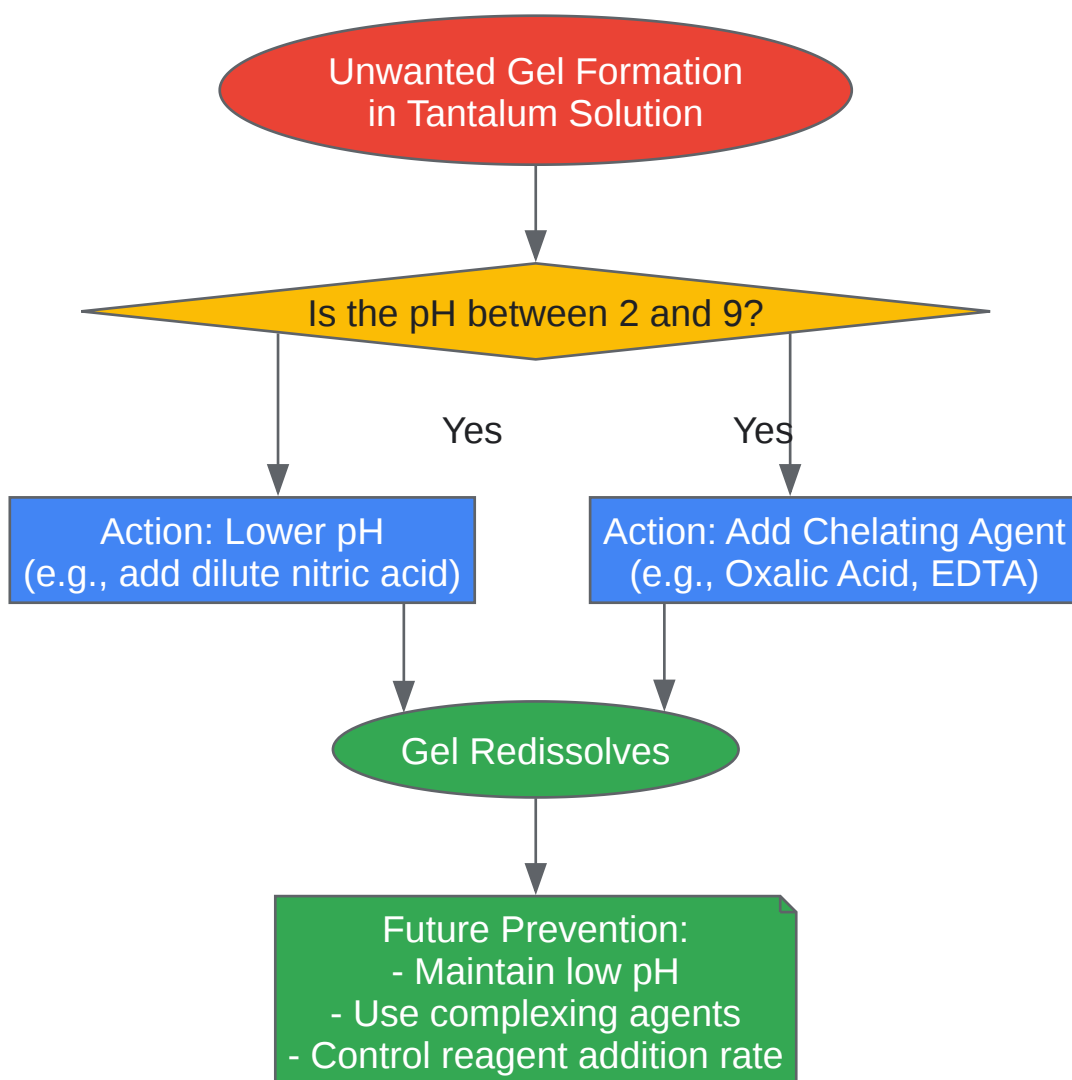 Unwanted Gel Formation
in Tantalum Solution
Is the pH between 2 and 9?
Yes
Yes
Action: Lower pH
(e.g., add dilute nitric acid)
Action: Add Chelating Agent
(e.g., Oxalic Acid, EDTA)
Gel Redissolves
Future Prevention:
- Maintain low pH
- Use complexing agents
- Control reagent addition rate